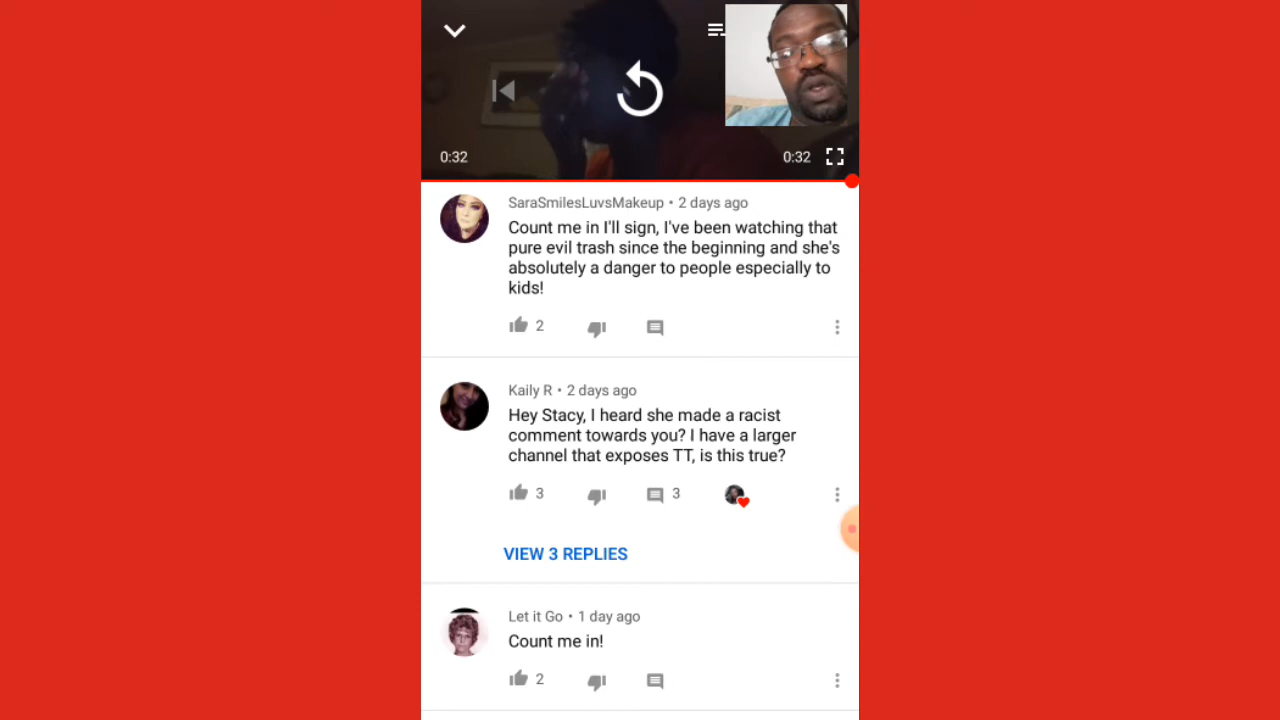 0:32
0:32
SaraSmilesLuvsMakeup • 2 days ago
Count me in I'll sign, I've been watching that
pure evil trash since the beginning and she's
absolutely a danger to people especially to
kids!
2
Kaily R • 2 days ago
Hey Stacy, I heard she made a racist
comment towards you? I have a larger
channel that exposes TT, is this true?
3
3
VIEW 3 REPLIES
Let it Go • 1 day ago
Count me in!
2